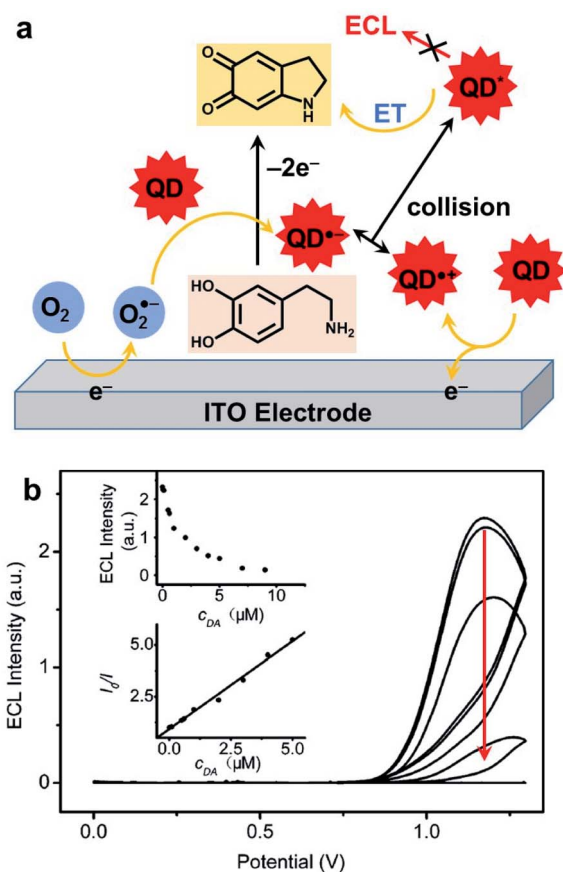 a
ECL
QD*
O
O
N
H
ET
–2e⁻
QD
collision
QD•–
QD•+
QD
HO
HO
NH₂
O₂
O₂•–
e⁻
e⁻
ITO Electrode
b
ECL Intensity (a.u.)
2
1
0
ECL Intensity
(a.u.)
2
1
0
0
5
10
c_DA (μM)
I₀/I
5.0
2.5
0.0
2.5
5.0
c_DA (μM)
0.0
0.5
1.0
Potential (V)